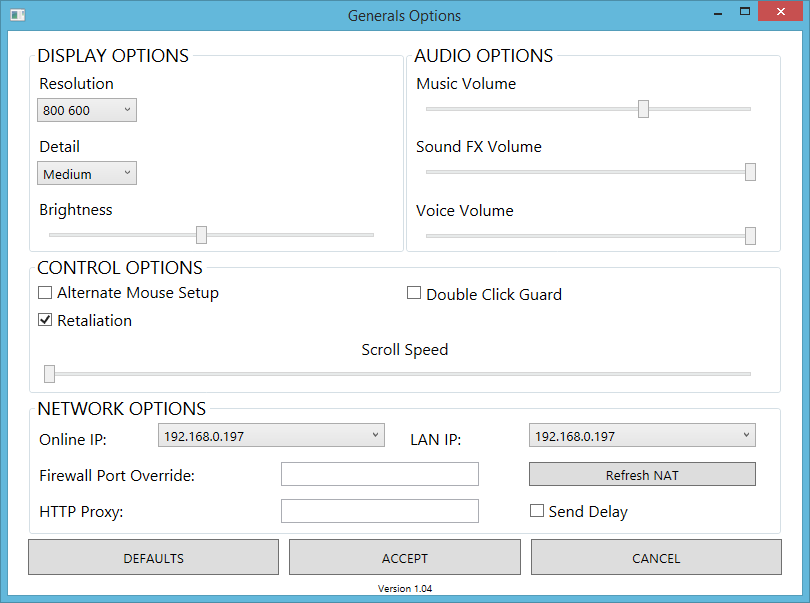 Generals Options
DISPLAY OPTIONS
Resolution
800 600
Detail
Medium
Brightness
AUDIO OPTIONS
Music Volume
Sound FX Volume
Voice Volume
CONTROL OPTIONS
Alternate Mouse Setup
Double Click Guard
Retaliation
Scroll Speed
NETWORK OPTIONS
Online IP: 192.168.0.197 LAN IP: 192.168.0.197
Firewall Port Override: Refresh NAT
HTTP Proxy: Send Delay
DEFAULTS ACCEPT CANCEL
Version 1.04